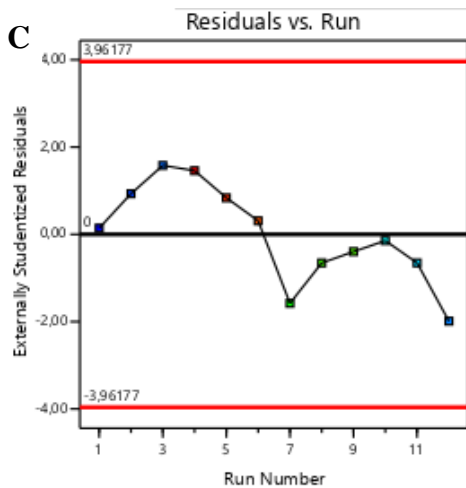 C
Residuals vs. Run
3,96177
4,00
2,00
0
0,00
-2,00
-3,96177
-4,00
Externally Studentized Residuals
1 3 5 7 9 11
Run Number